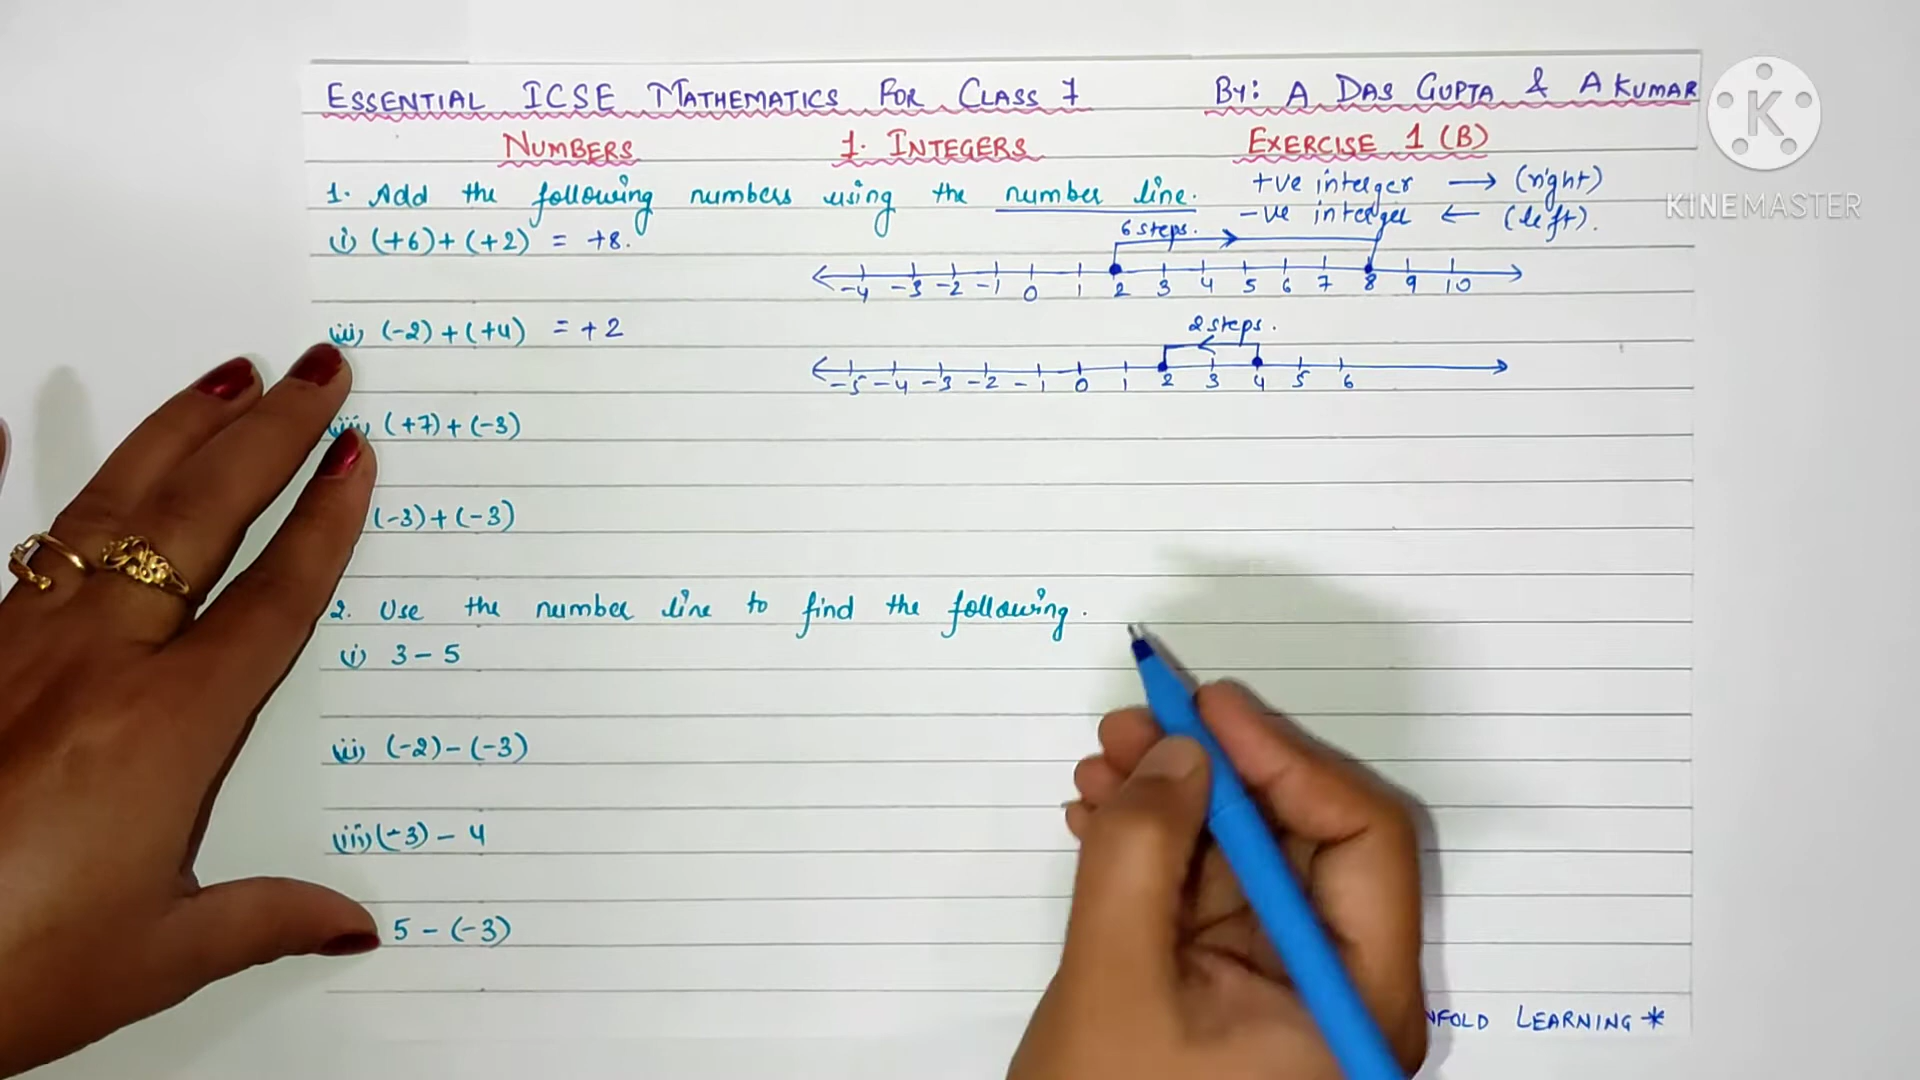 ESSENTIAL ICSE MATHEMATICS FOR CLASS 7 BY: A DAS GUPTA & A KUMAR
NUMBERS 1. INTEGERS EXERCISE 1 (B)
1. Add the following numbers using the number line. +ve interger → (right)
-ve interger ← (left).
(i) (+6)+(+2) = +8. 6 steps.
-4 -3 -2 -1 0 1 2 3 4 5 6 7 8 9 10
(ii) (-2)+(+4) = +2 2 steps.
-5 -4 -3 -2 -1 0 1 2 3 4 5 6
(iii) (+7)+(-3)
(-3)+(-3)
2. Use the number line to find the following.
(i) 3-5
(ii) (-2)-(-3)
(iii) (-3)-4
5-(-3)
LEARNING *
K
KINEMASTER